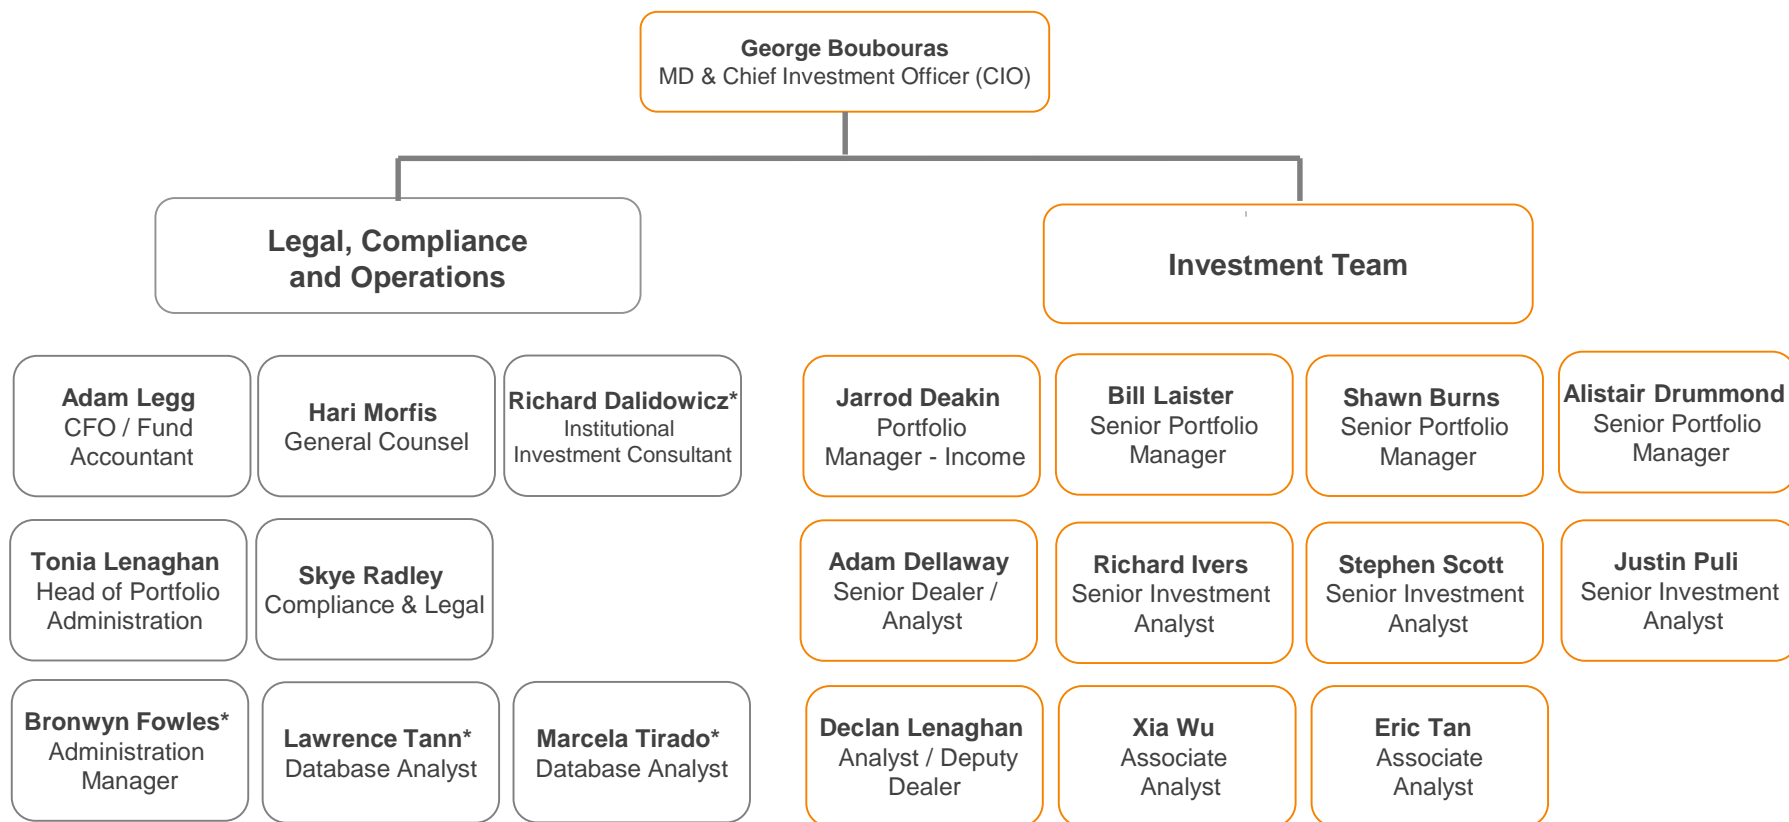 George Boubouras
MD & Chief Investment Officer (CIO)
Legal, Compliance
and Operations
Investment Team
Adam Legg
CFO / Fund
Accountant
Hari Morfis
General Counsel
Richard Dalidowicz*
Institutional
Investment Consultant
Jarrod Deakin
Portfolio
Manager - Income
Bill Laister
Senior Portfolio
Manager
Shawn Burns
Senior Portfolio
Manager
Alistair Drummond
Senior Portfolio
Manager
Tonia Lenaghan
Head of Portfolio
Administration
Skye Radley
Compliance & Legal
Adam Dellaway
Senior Dealer /
Analyst
Richard Ivers
Senior Investment
Analyst
Stephen Scott
Senior Investment
Analyst
Justin Puli
Senior Investment
Analyst
Bronwyn Fowles*
Administration
Manager
Lawrence Tann*
Database Analyst
Marcela Tirado*
Database Analyst
Declan Lenaghan
Analyst / Deputy
Dealer
Xia Wu
Associate
Analyst
Eric Tan
Associate
Analyst